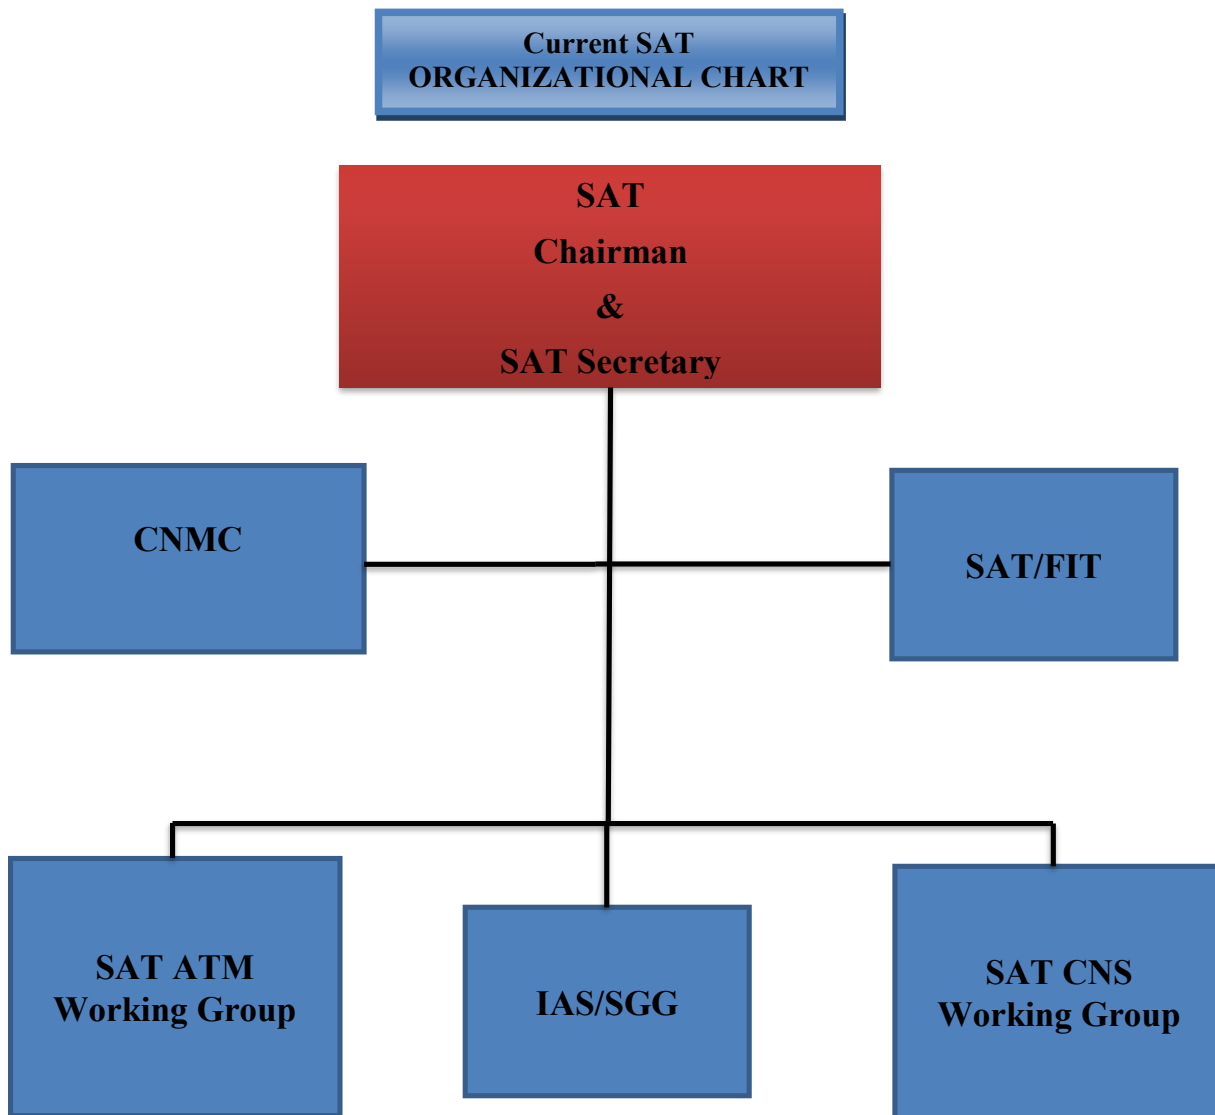 Current SAT
ORGANIZATIONAL CHART
SAT
Chairman
&
SAT Secretary
CNMC
SAT/FIT
SAT ATM
Working Group
IAS/SGG
SAT CNS
Working Group